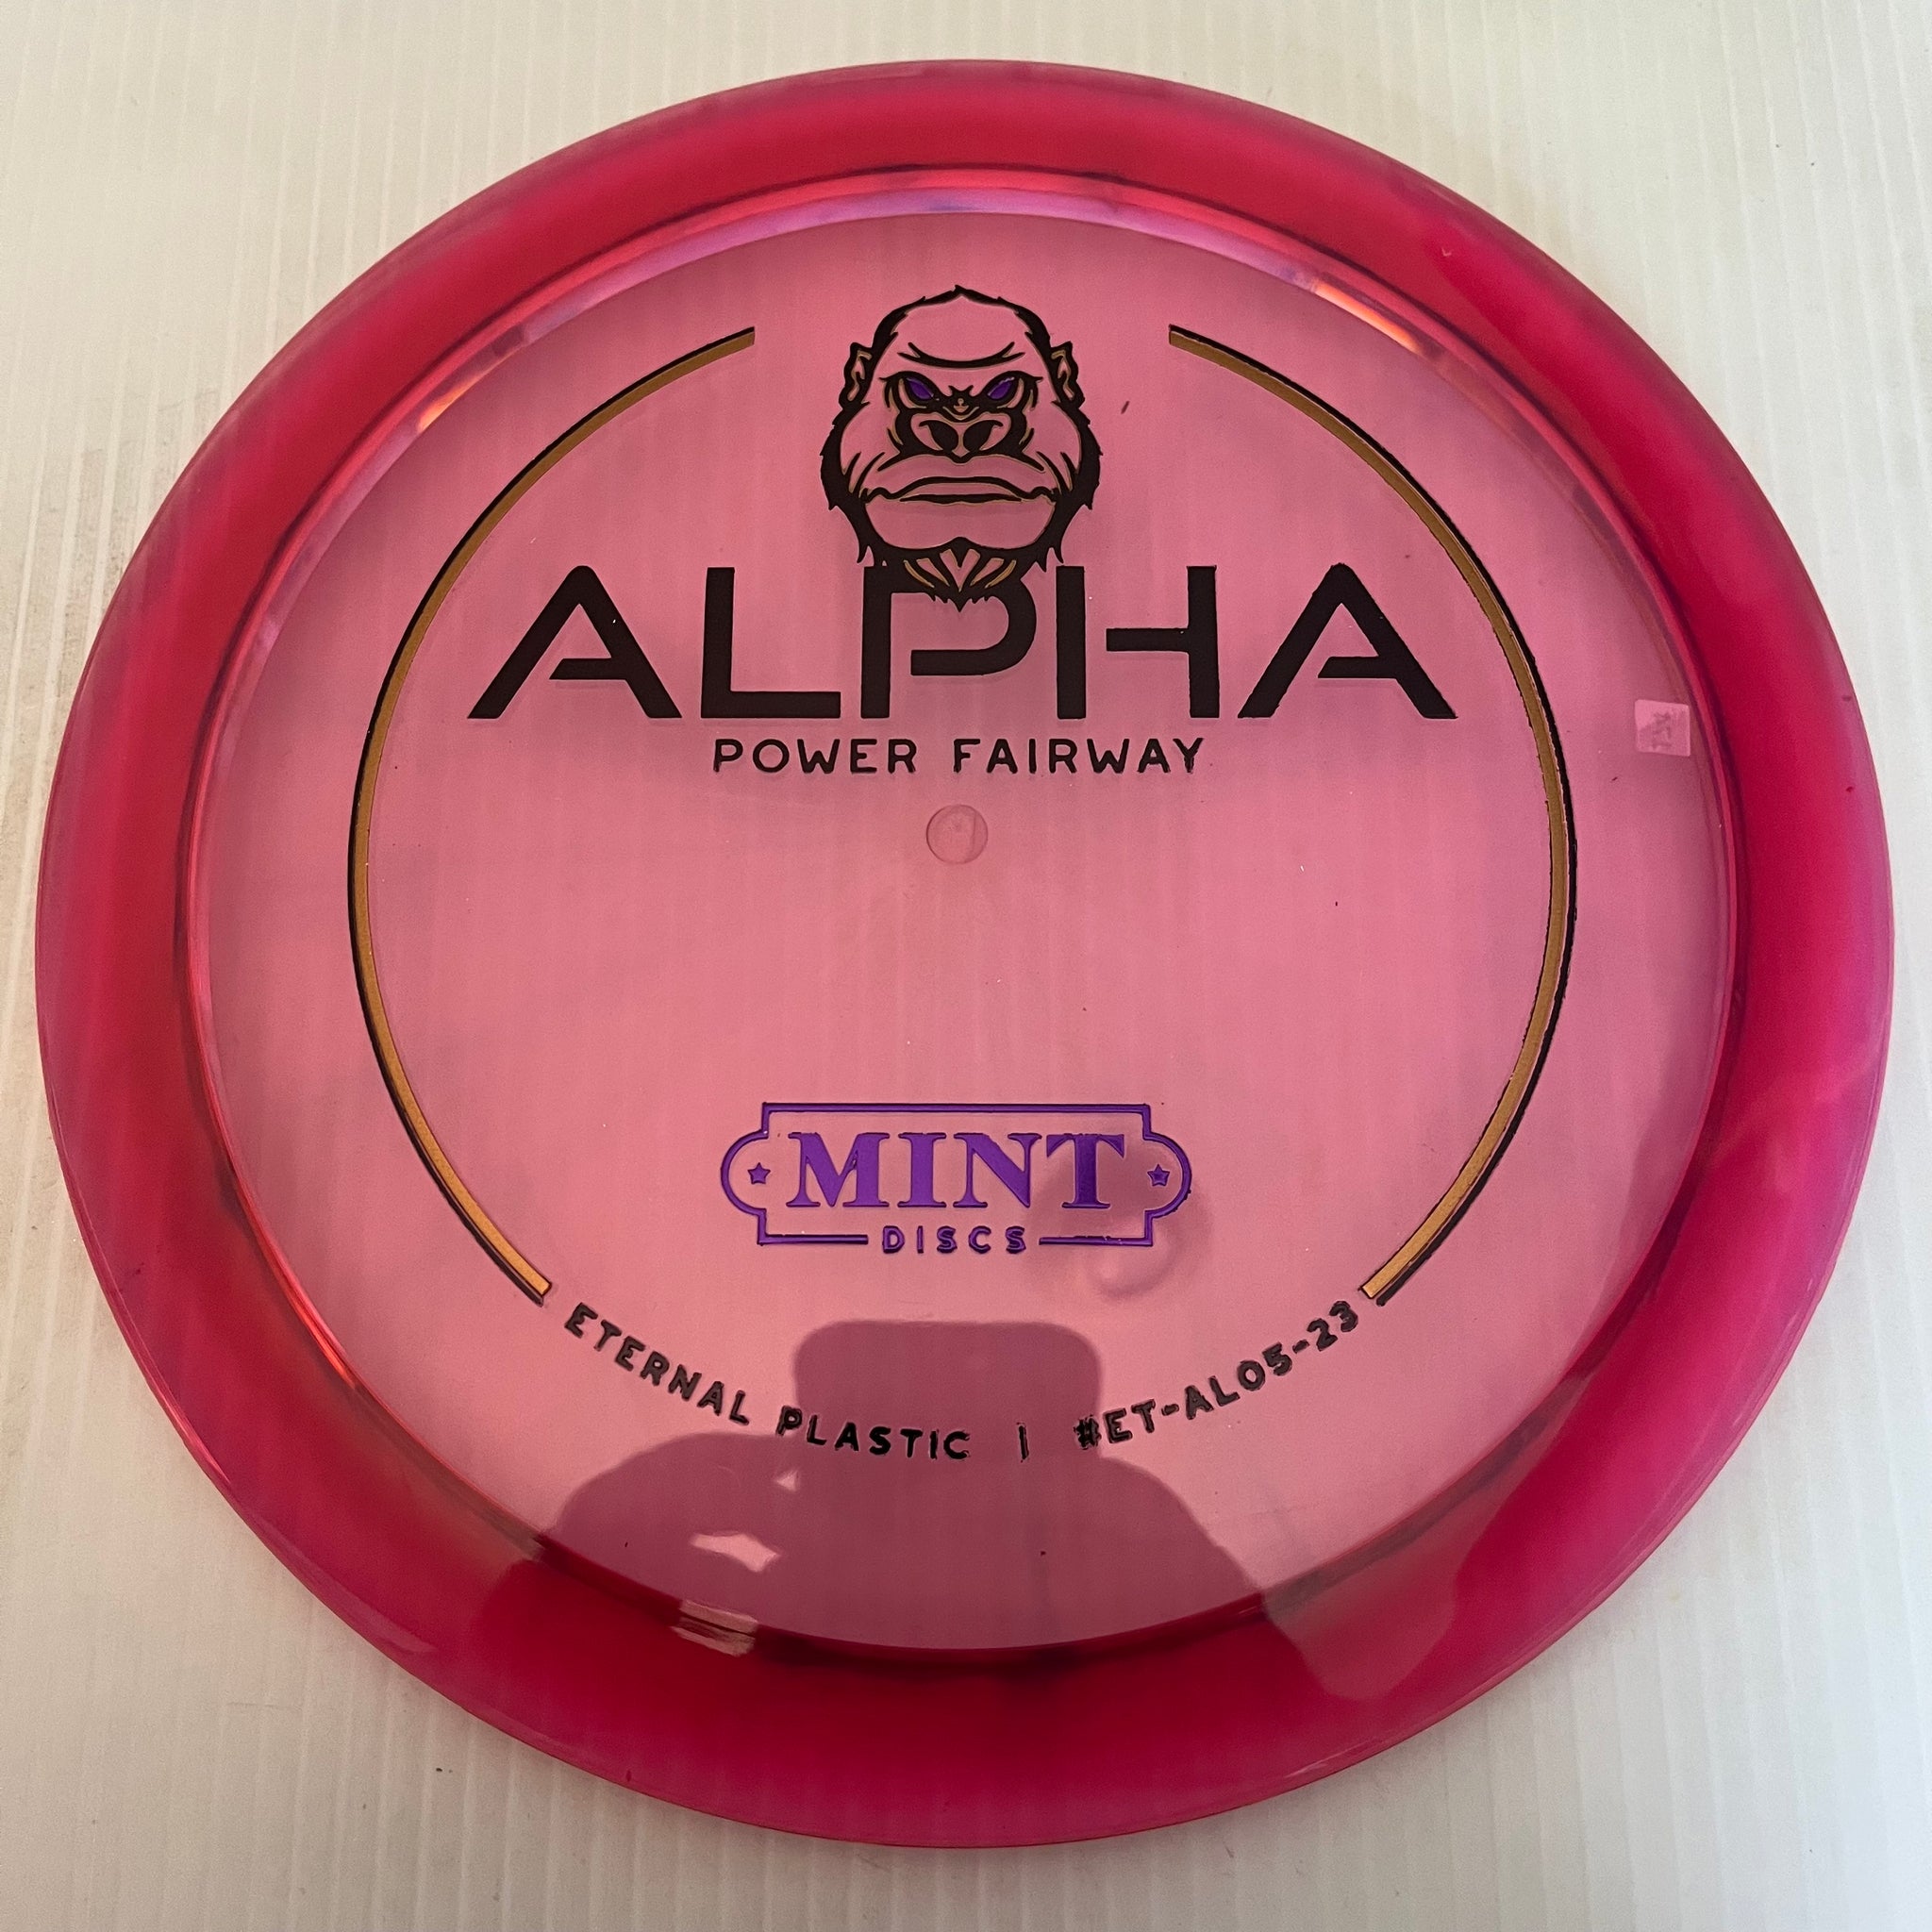 ALPHA
POWER FAIRWAY
MINT
DISCS
ETERNAL PLASTIC | #ET-AL05-23